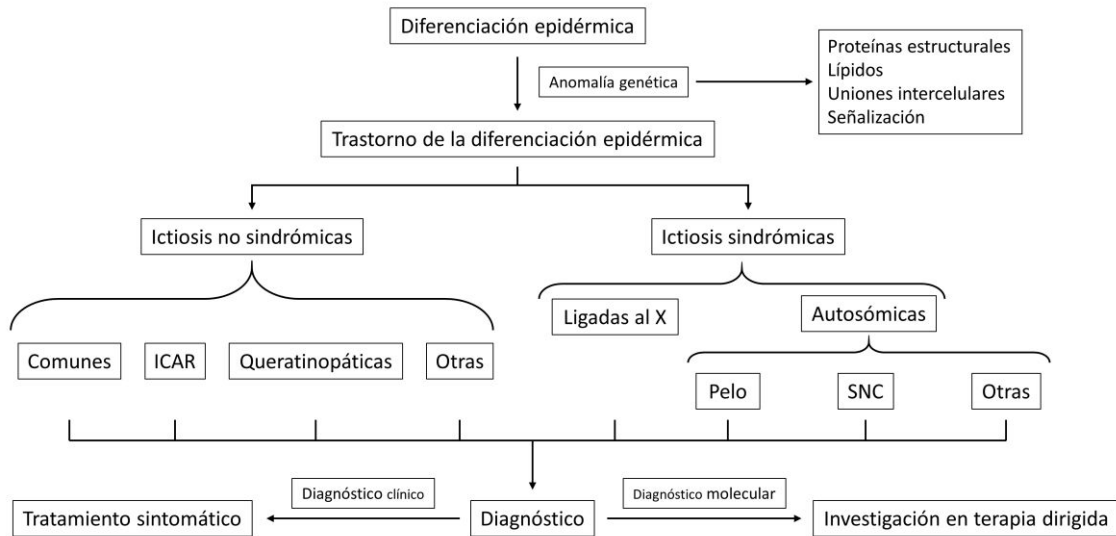 Diferenciación epidérmica
Anomalía genética
Proteínas estructurales
Lípidos
Uniones intercelulares
Señalización
Trastorno de la diferenciación epidérmica
Ictiosis no sindrómicas
Ictiosis sindrómicas
Ligadas al X
Autosómicas
Comunes
ICAR
Queratinopáticas
Otras
Pelo
SNC
Otras
Diagnóstico clínico
Diagnóstico molecular
Tratamiento sintomático
Diagnóstico
Investigación en terapia dirigida